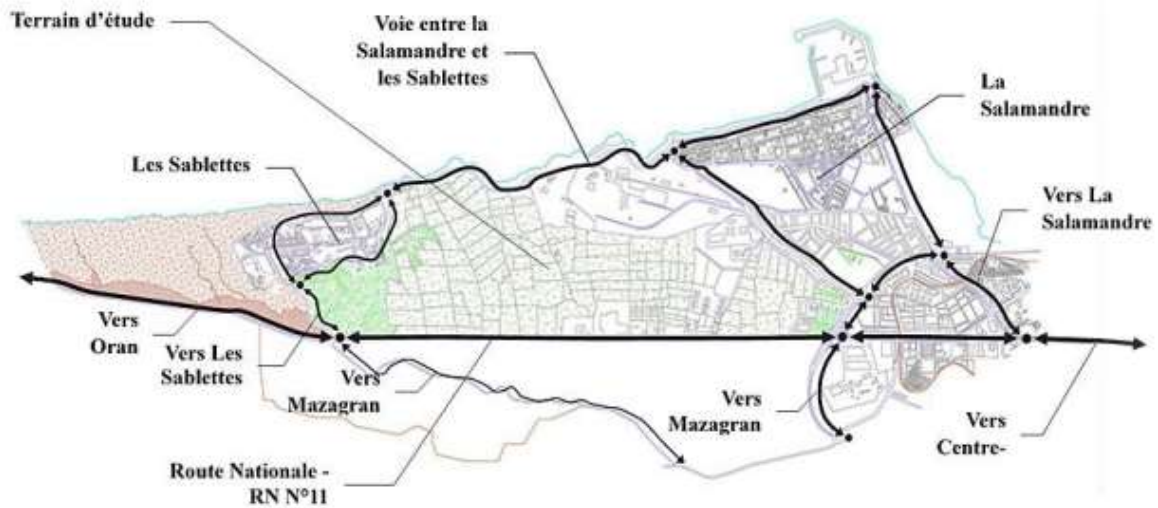 Terrain d'étude
Voie entre la
Salamandre et
les Sablettes
La
Salamandre
Les Sablettes
Vers La
Salamandre
Vers
Oran
Vers Les
Sablettes
Vers
Mazagran
Vers
Mazagran
Vers
Centre-
Route Nationale -
RN N°11